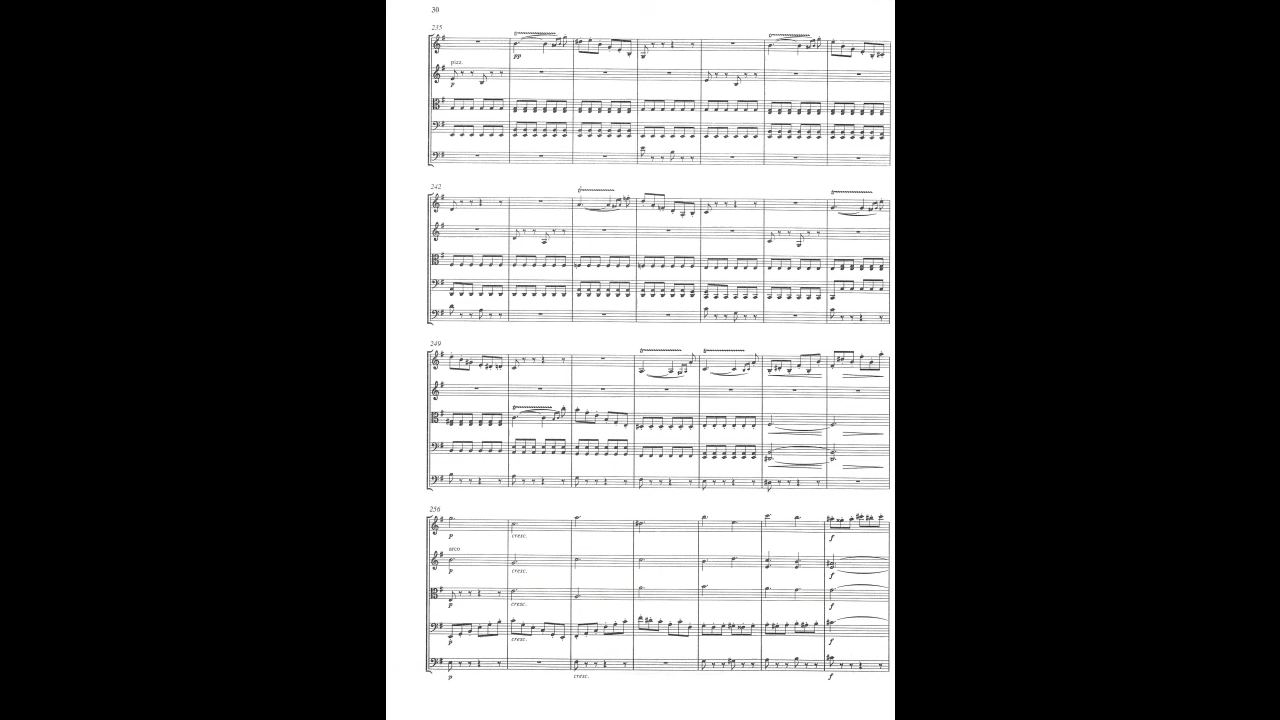 30
235
pp
pizz.
p
242
249
256
p cresc. f
arco
p cresc. f
p cresc. f
p cresc. f
p cresc. f